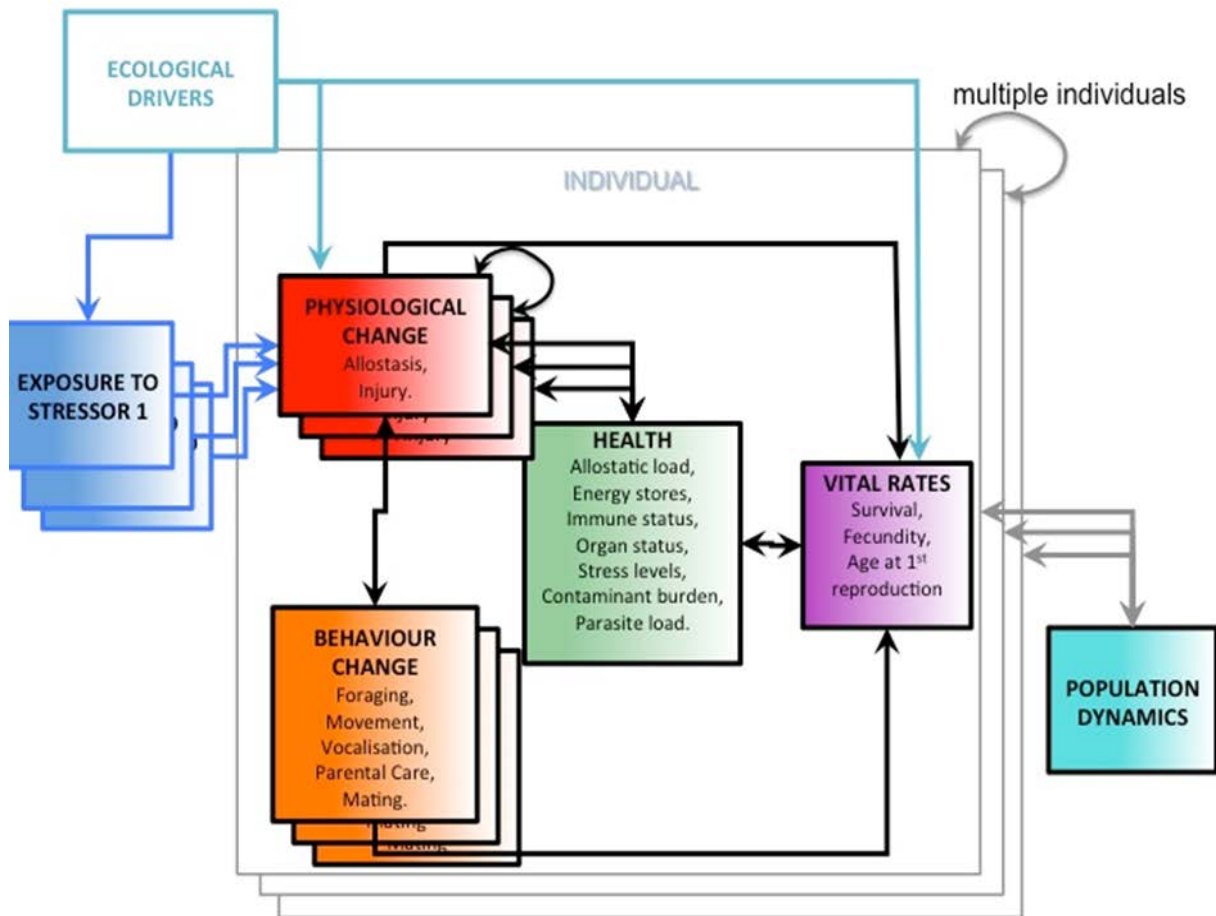 ECOLOGICAL
DRIVERS
multiple individuals
INDIVIDUAL
PHYSIOLOGICAL
CHANGE
Allostasis,
Injury.
EXPOSURE TO
STRESSOR 1
HEALTH
Allostatic load,
Energy stores,
Immune status,
Organ status,
Stress levels,
Contaminant burden,
Parasite load.
VITAL RATES
Survival,
Fecundity,
Age at 1st
reproduction
BEHAVIOUR
CHANGE
Foraging,
Movement,
Vocalisation,
Parental Care,
Mating.
Mating
POPULATION
DYNAMICS